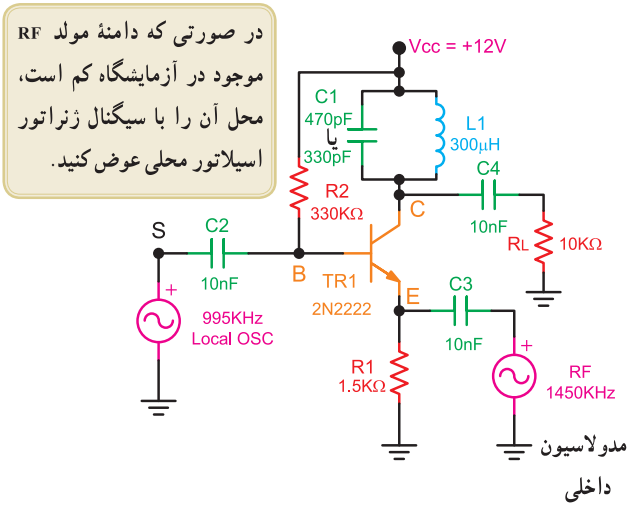 در صورتی که دامنهٔ مولد RF
موجود در آزمایشگاه کم است،
محل آن را با سیگنال ژنراتور
اسیلاتور محلی عوض کنید.
Vcc = +12V
C1
470pF
یا
330pF
L1
300µH
R2
330KΩ
C4
10nF
C
RL
10KΩ
S
C2
10nF
B
TR1
2N2222
E
C3
10nF
+
995KHz
Local OSC
R1
1.5KΩ
+
RF
1450KHz
مدولاسیون
داخلی